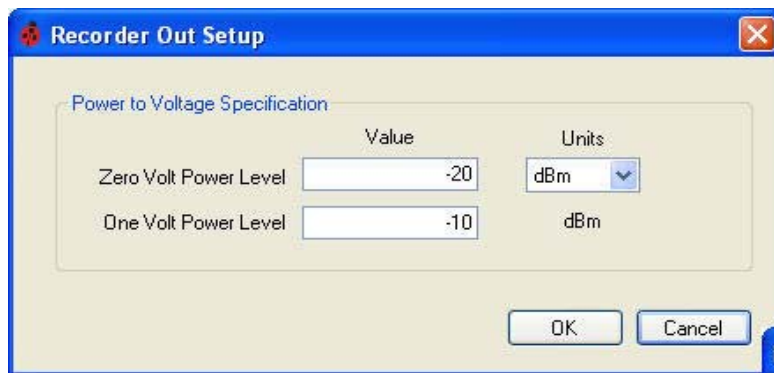 Recorder Out Setup
Power to Voltage Specification
Value Units
Zero Volt Power Level -20 dBm
One Volt Power Level -10 dBm
OK Cancel